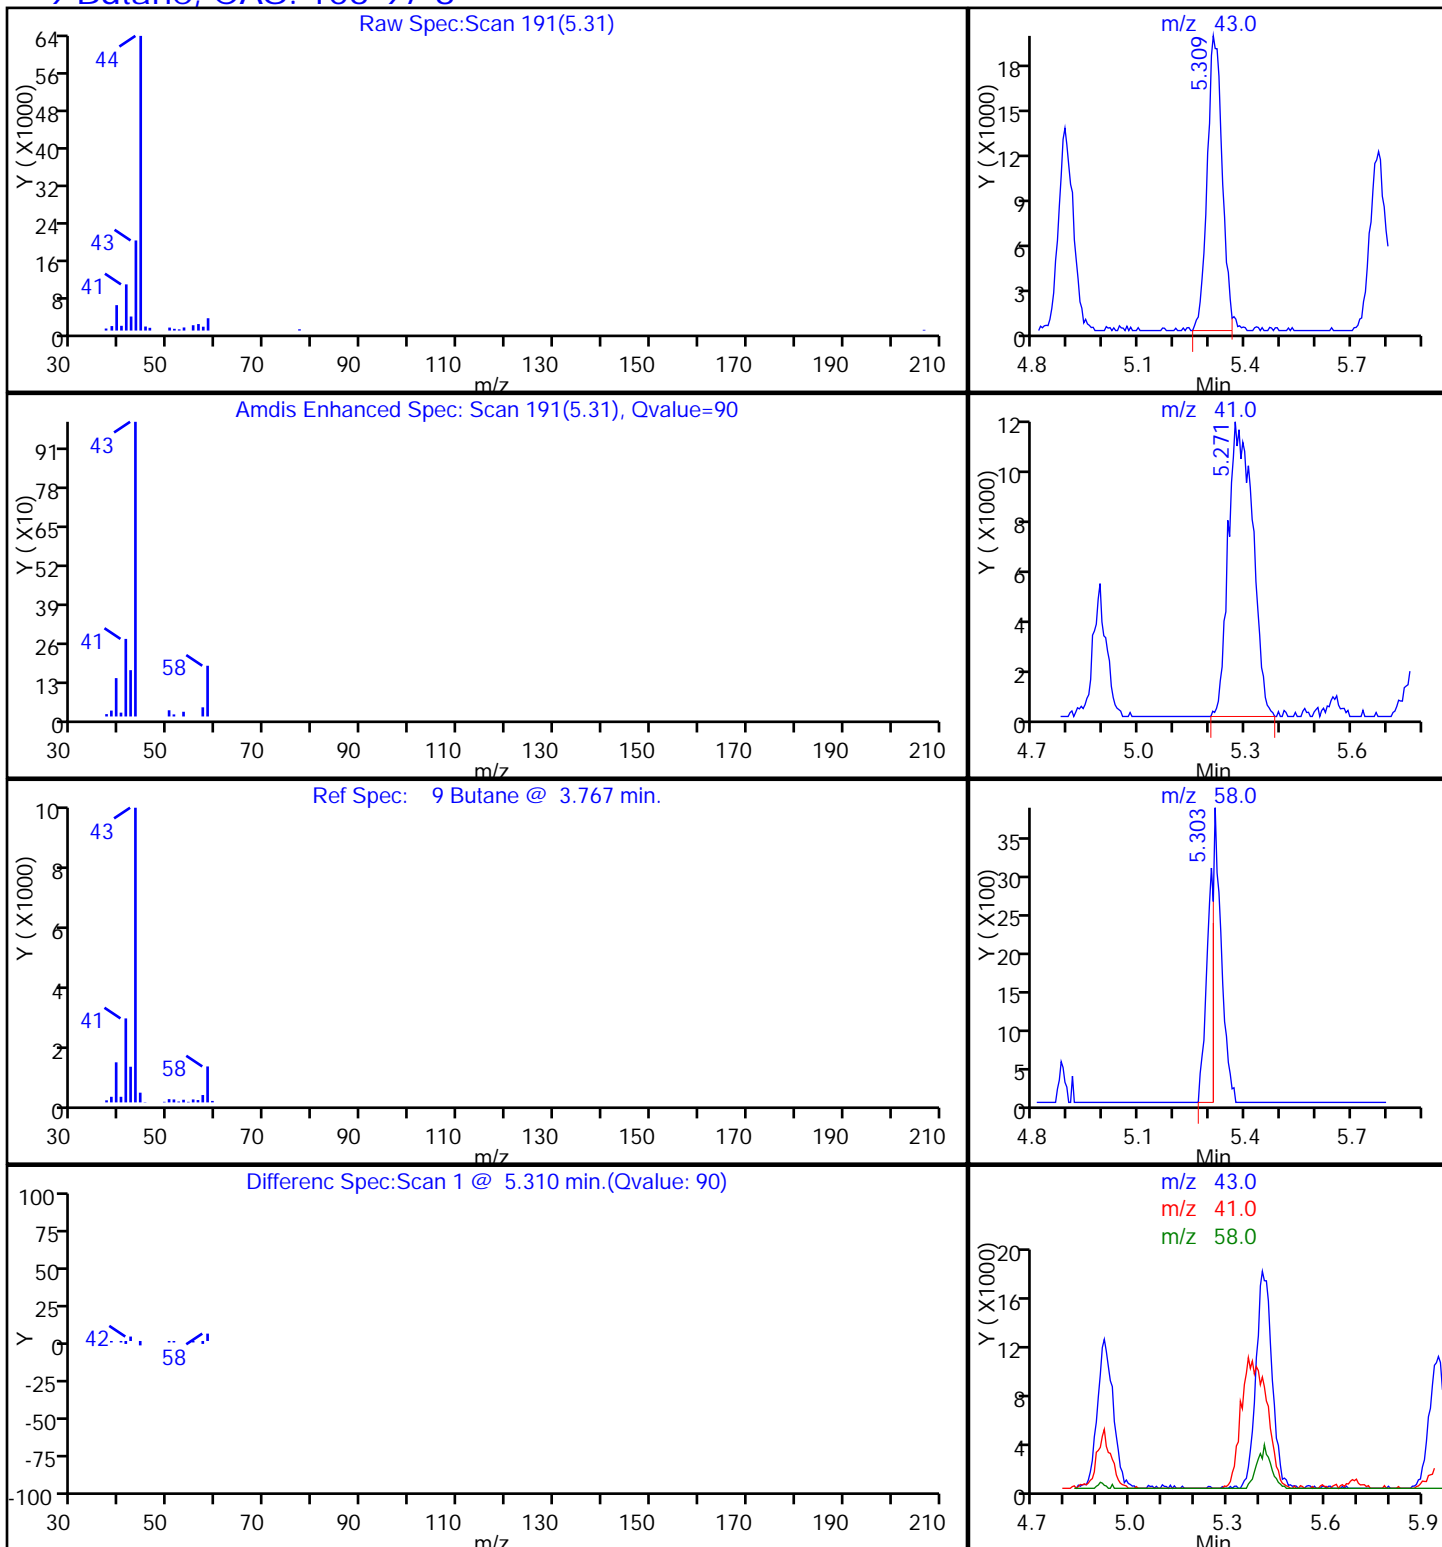 Raw Spec:Scan 191(5.31)
64
56
48
40
32
24
16
8
0
Y ( X1000)
44
43
41
30 50 70 90 110 130 150 170 190 210
m/z
m/z 43.0
18
15
12
9
6
3
0
Y ( X1000)
5.309
4.8 5.1 5.4 5.7
Min
Amdis Enhanced Spec: Scan 191(5.31), Qvalue=90
91
78
65
52
39
26
13
0
Y ( X10)
43
41
58
30 50 70 90 110 130 150 170 190 210
m/z
m/z 41.0
12
10
8
6
4
2
0
Y ( X1000)
5.271
4.7 5.0 5.3 5.6
Min
Ref Spec: 9 Butane @ 3.767 min.
10
8
6
4
2
0
Y ( X1000)
43
41
58
30 50 70 90 110 130 150 170 190 210
m/z
m/z 58.0
35
30
25
20
15
10
5
0
Y ( X100)
5.303
4.8 5.1 5.4 5.7
Min
Differenc Spec:Scan 1 @ 5.310 min.(Qvalue: 90)
100
75
50
25
0
-25
-50
-75
-100
Y
42
58
30 50 70 90 110 130 150 170 190 210
m/z
m/z 43.0
m/z 41.0
m/z 58.0
20
16
12
8
4
0
Y ( X1000)
4.7 5.0 5.3 5.6 5.9
Min